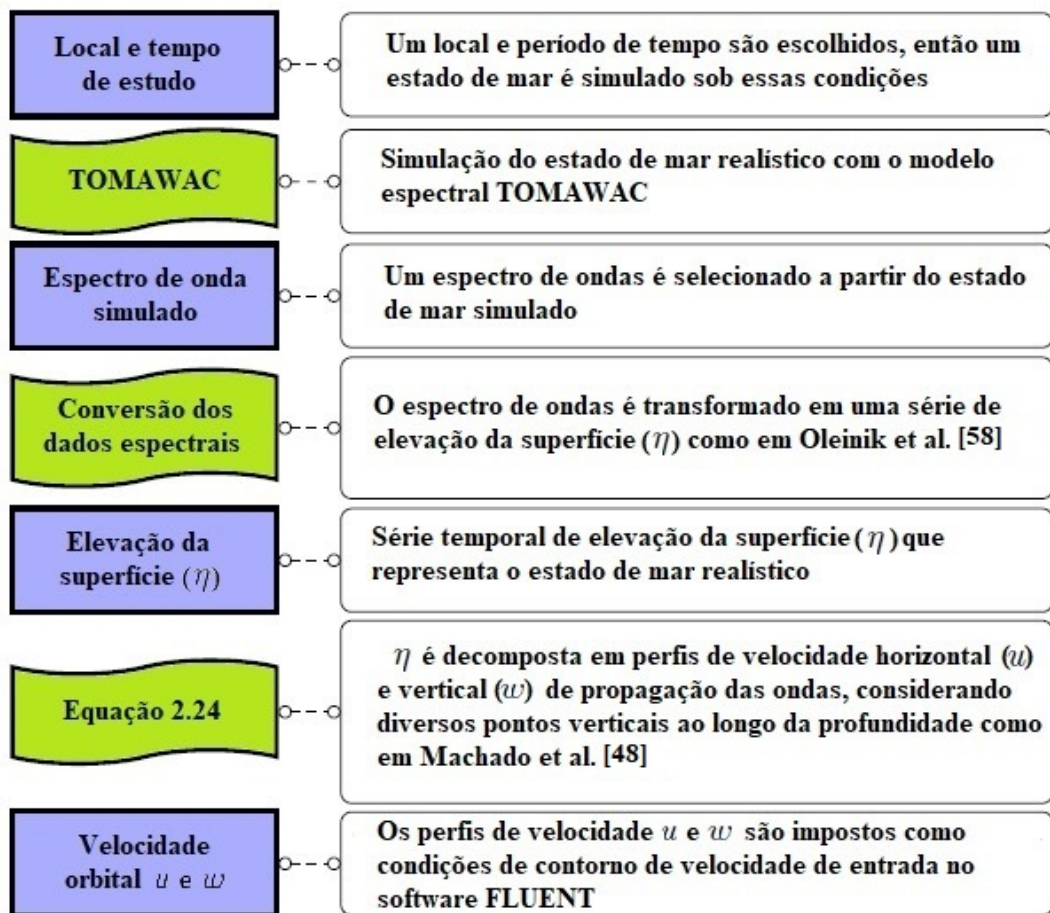 Local e tempo
de estudo
Um local e período de tempo são escolhidos, então um
estado de mar é simulado sob essas condições
TOMAWAC
Simulação do estado de mar realístico com o modelo
espectral TOMAWAC
Espectro de onda
simulado
Um espectro de ondas é selecionado a partir do estado
de mar simulado
Conversão dos
dados espectrais
O espectro de ondas é transformado em uma série de
elevação da superfície (η) como em Oleinik et al. [58]
Elevação da
superfície (η)
Série temporal de elevação da superfície (η) que
representa o estado de mar realístico
Equação 2.24
η é decomposta em perfis de velocidade horizontal (u)
e vertical (w) de propagação das ondas, considerando
diversos pontos verticais ao longo da profundidade como
em Machado et al. [48]
Velocidade
orbital u e w
Os perfis de velocidade u e w são impostos como
condições de contorno de velocidade de entrada no
software FLUENT